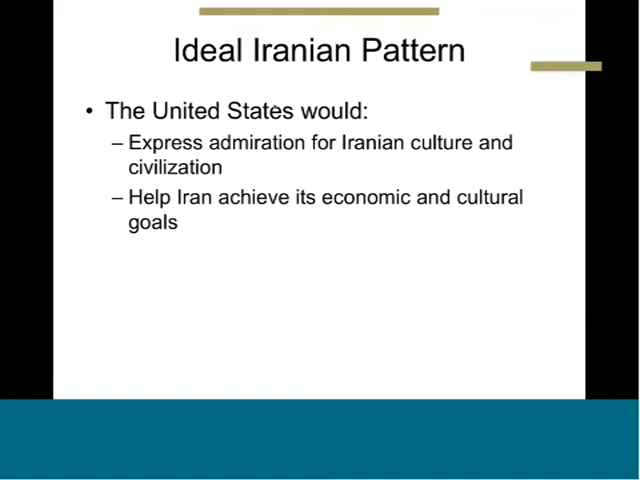 Ideal Iranian Pattern
• The United States would:
– Express admiration for Iranian culture and
civilization
– Help Iran achieve its economic and cultural
goals